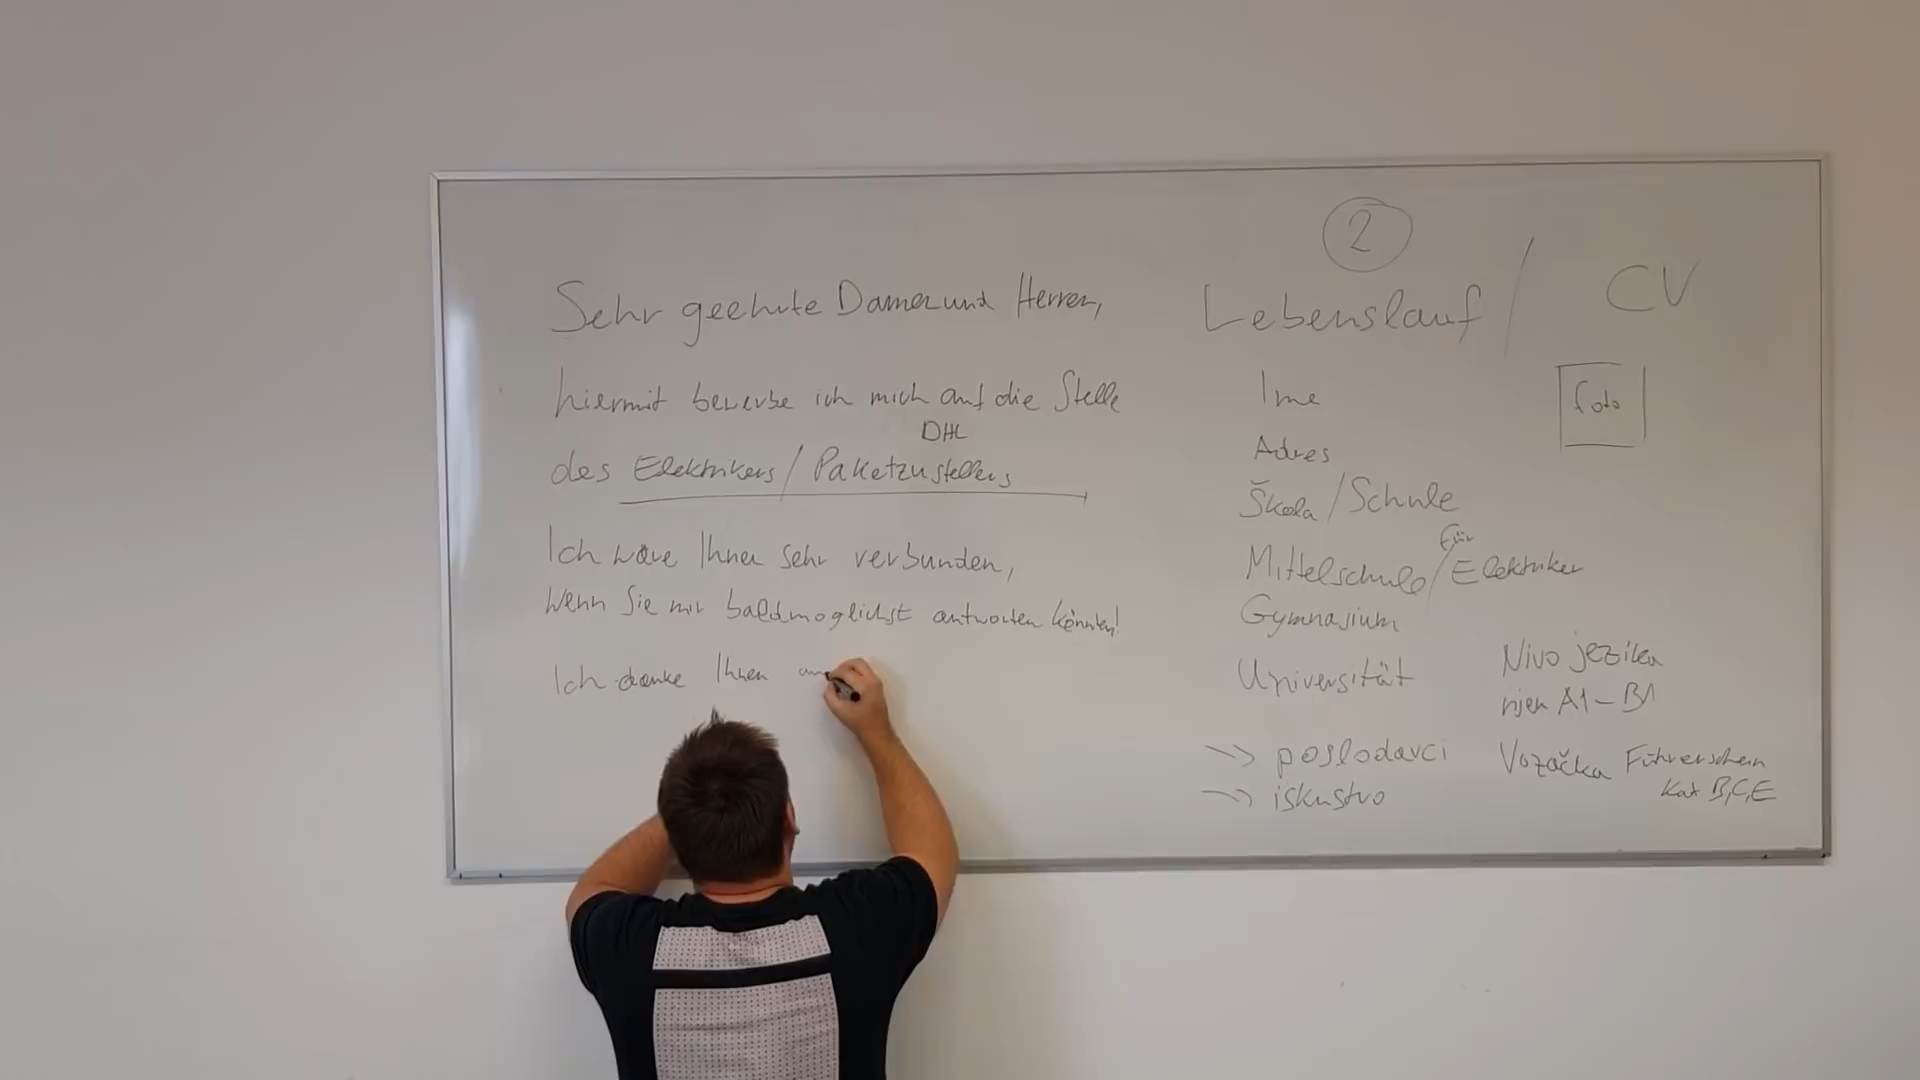 Sehr geehrte Damen und Herren,
hiermit bewerbe ich mich auf die Stelle
DHL
des Elektrikers / Paketzustellers
Ich wäre Ihnen sehr verbunden,
Wenn Sie mir baldmöglichst antworten könnten!
Ich danke Ihnen
2
Lebenslauf / CV
foto
Ime
Adres
Škola / Schule
für
Mittelschule / Elektriker
Gymnasium
Universität
→ poslodavci
→ iskustvo
Nivo jezika
njem A1 - B1
Vozačka Führerschein
Kat B,C,E